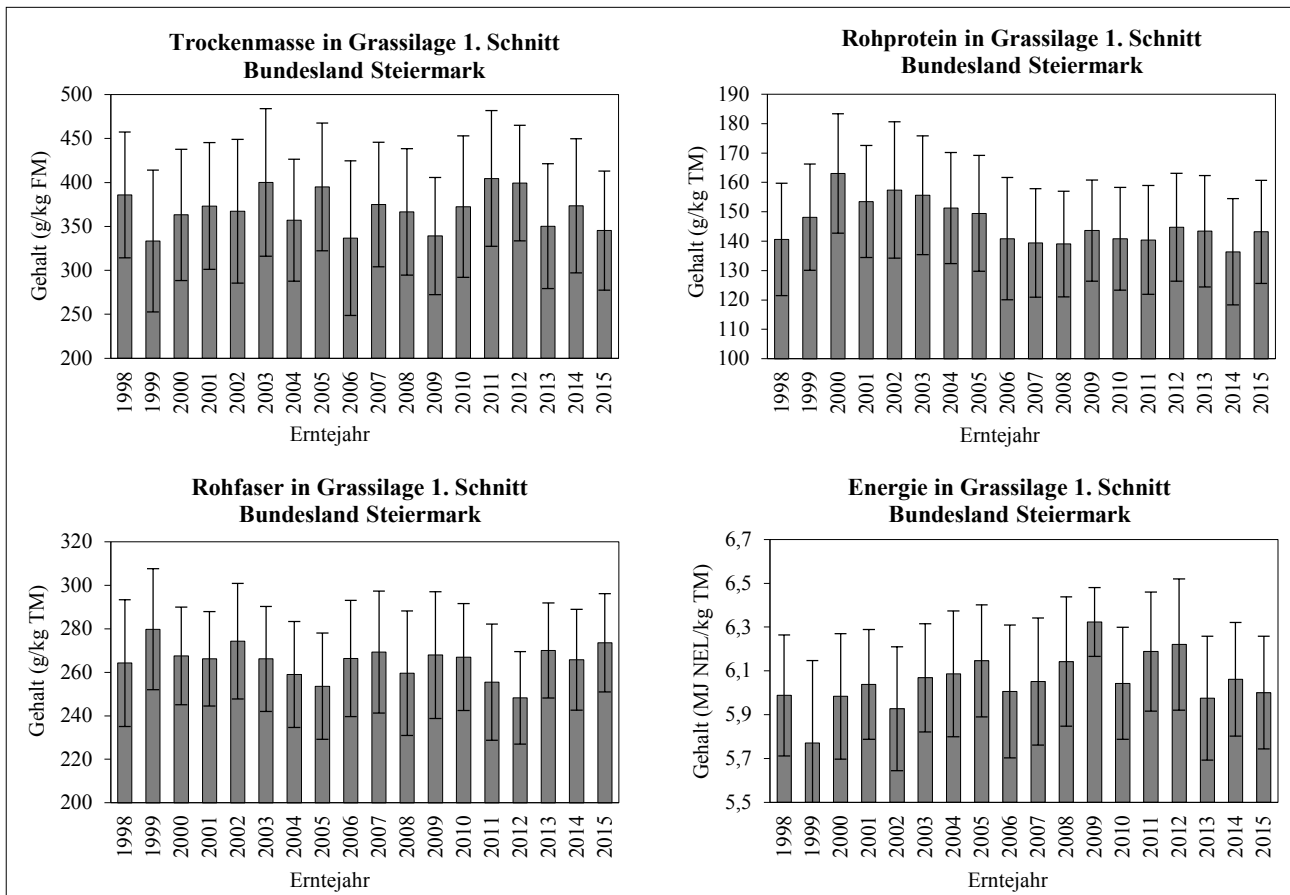 Trockenmasse in Grassilage 1. Schnitt
Bundesland Steiermark
Gehalt (g/kg FM)
500
450
400
350
300
250
200
1998 1999 2000 2001 2002 2003 2004 2005 2006 2007 2008 2009 2010 2011 2012 2013 2014 2015
Erntejahr
Rohprotein in Grassilage 1. Schnitt
Bundesland Steiermark
Gehalt (g/kg TM)
190
180
170
160
150
140
130
120
110
100
1998 1999 2000 2001 2002 2003 2004 2005 2006 2007 2008 2009 2010 2011 2012 2013 2014 2015
Erntejahr
Rohfaser in Grassilage 1. Schnitt
Bundesland Steiermark
Gehalt (g/kg TM)
320
300
280
260
240
220
200
1998 1999 2000 2001 2002 2003 2004 2005 2006 2007 2008 2009 2010 2011 2012 2013 2014 2015
Erntejahr
Energie in Grassilage 1. Schnitt
Bundesland Steiermark
Gehalt (MJ NEL/kg TM)
6,7
6,5
6,3
6,1
5,9
5,7
5,5
1998 1999 2000 2001 2002 2003 2004 2005 2006 2007 2008 2009 2010 2011 2012 2013 2014 2015
Erntejahr